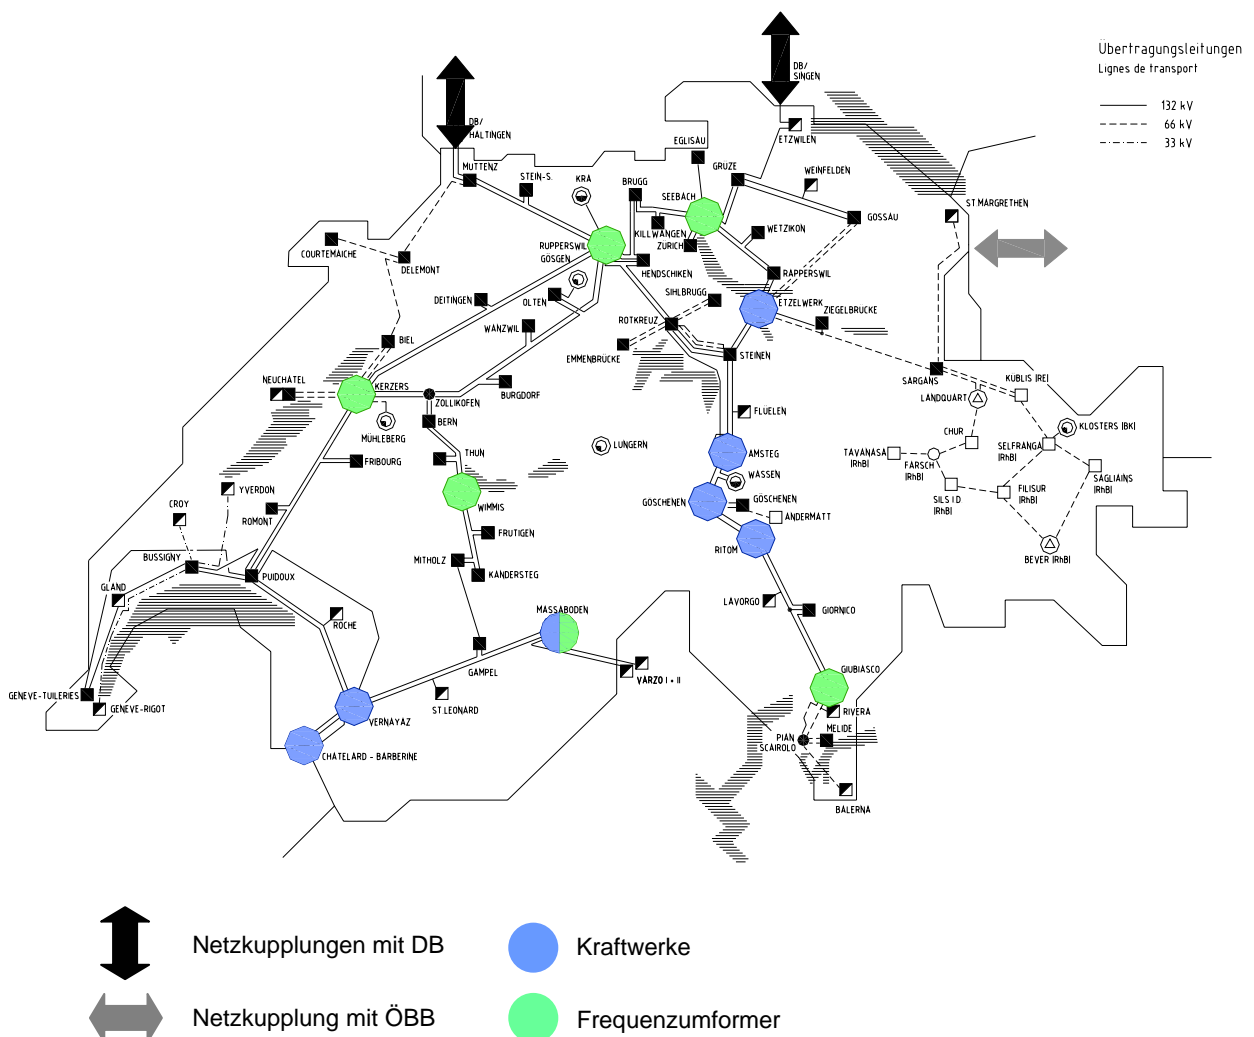 DB/
SINGEN
Übertragungsleitungen
Lignes de transport
132 kV
66 kV
33 kV
DB/
HALTINGEN
ETZWILEN
EGLISAU
MUTTENZ
STEIN-S.
KRA
BRUGG
GRUZE
WEINFELDEN
SEEBACH
ST.MARGRETHEN
GOSSAU
KILLWANGEN
WETZIKON
COURTEMAICHE
DELEMONT
RUPPERSWIL
GÖSGEN
ZÜRICH
HENDSCHIKEN
RAPPERSWIL
DEITINGEN
OLTEN
SIHLBRUGG
ETZELWERK
ZIEGELBRÜCKE
WANZWIL
ROTKREUZ
BIEL
EMMENBRÜCKE
STEINEN
NEUCHÂTEL
KERZERS
ZOLLIKOFEN
BURGDORF
SARGANS
KÜBLIS (RE)
LANDQUART
MÜHLEBERG
BERN
FLÜELEN
KLOSTERS (BK)
CHUR
SELFRANGA
(RhB)
THUN
LUNGERN
AMSTEG
TAVANASA
(RhB)
FARSCH
(RhB)
FRIBOURG
WASSEN
SAGLIAINS
(RhB)
YVERDON
SILS I D
(RhB)
FILISUR
(RhB)
CROY
WIMMIS
GÖSCHENEN
GÖSCHENEN
ANDERMATT
ROMONT
FRUTIGEN
RITOM
BUSSIGNY
MITHOLZ
KANDERSTEG
BEVER (RhB)
PUIDOUX
GLAND
LAVORGO
GIORNICO
ROCHE
MASSABODEN
GAMPEL
VARZO I + II
GIUBIASCO
GENEVE-TUILERIES
GENEVE-RIGOT
ST.LEONARD
VERNAYAZ
RIVERA
MELIDE
PIAN
SCAIROLO
CHATELARD - BARBERINE
BALERNA
Netzkupplungen mit DB
Kraftwerke
Netzkupplung mit ÖBB
Frequenzumformer